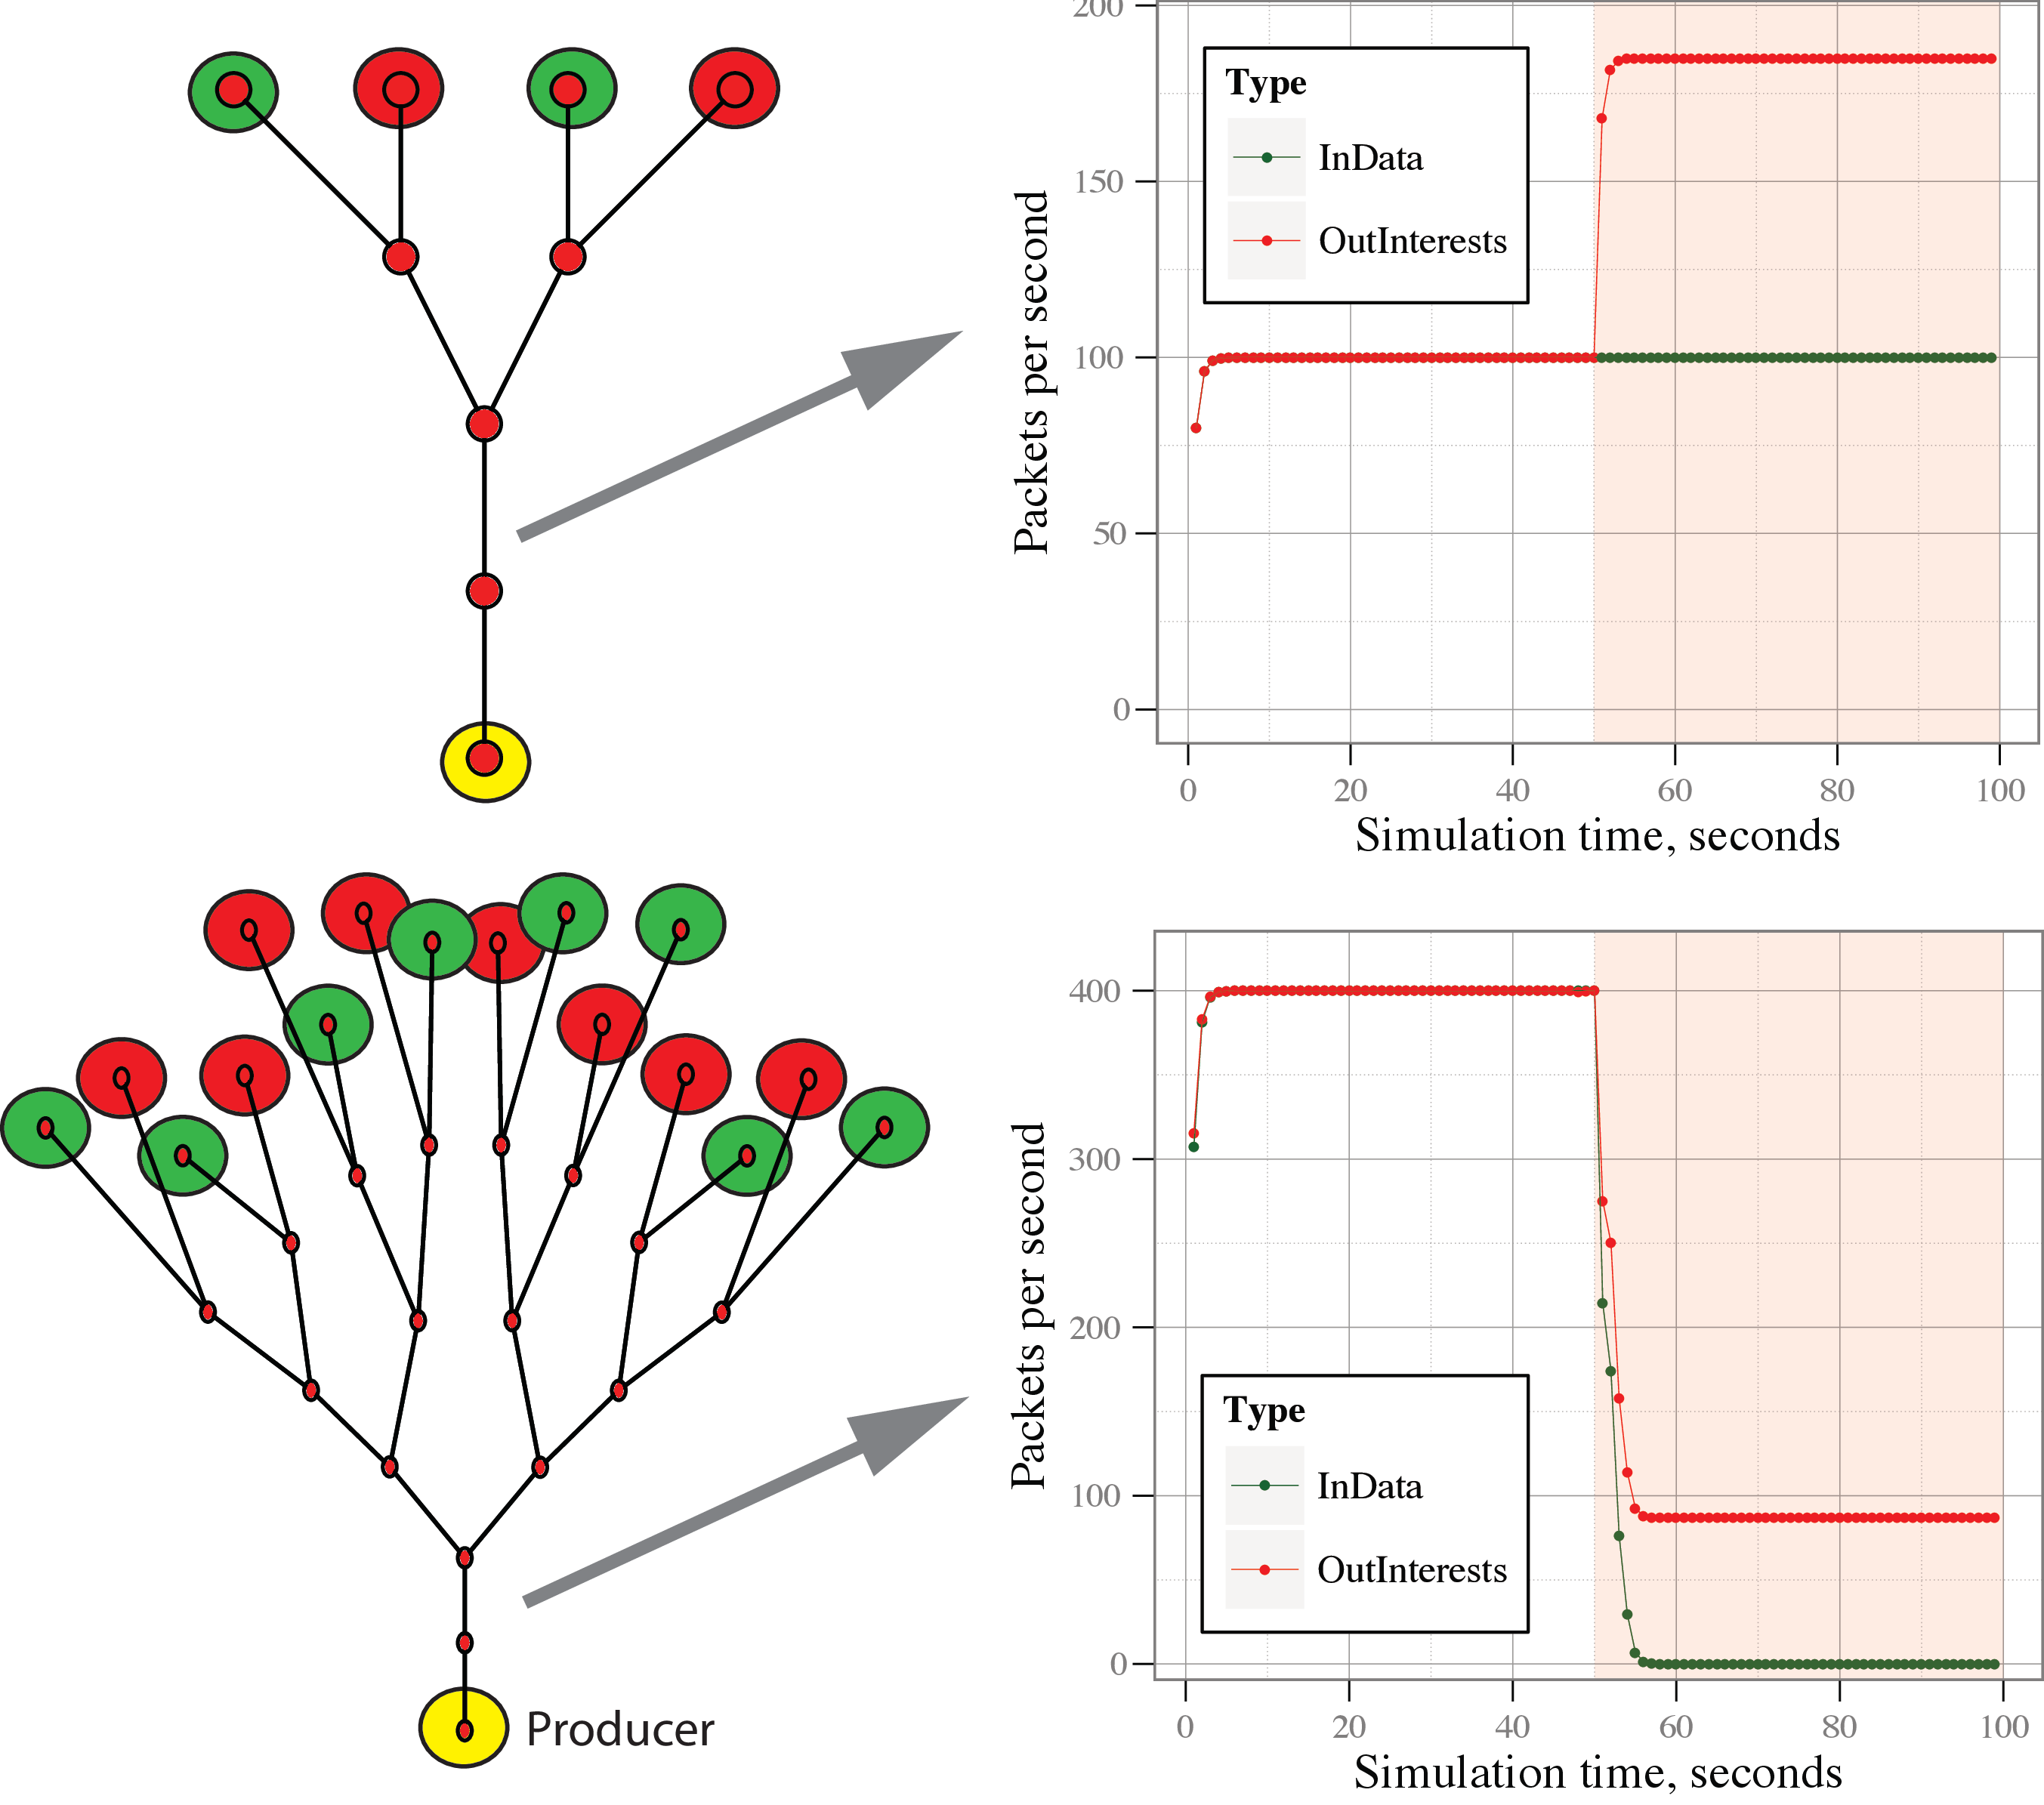 200
150
100
50
0
Packets per second
Type
InData
OutInterests
0 20 40 60 80 100
Simulation time, seconds
400
300
200
100
0
Packets per second
Type
InData
OutInterests
0 20 40 60 80 100
Simulation time, seconds
Producer